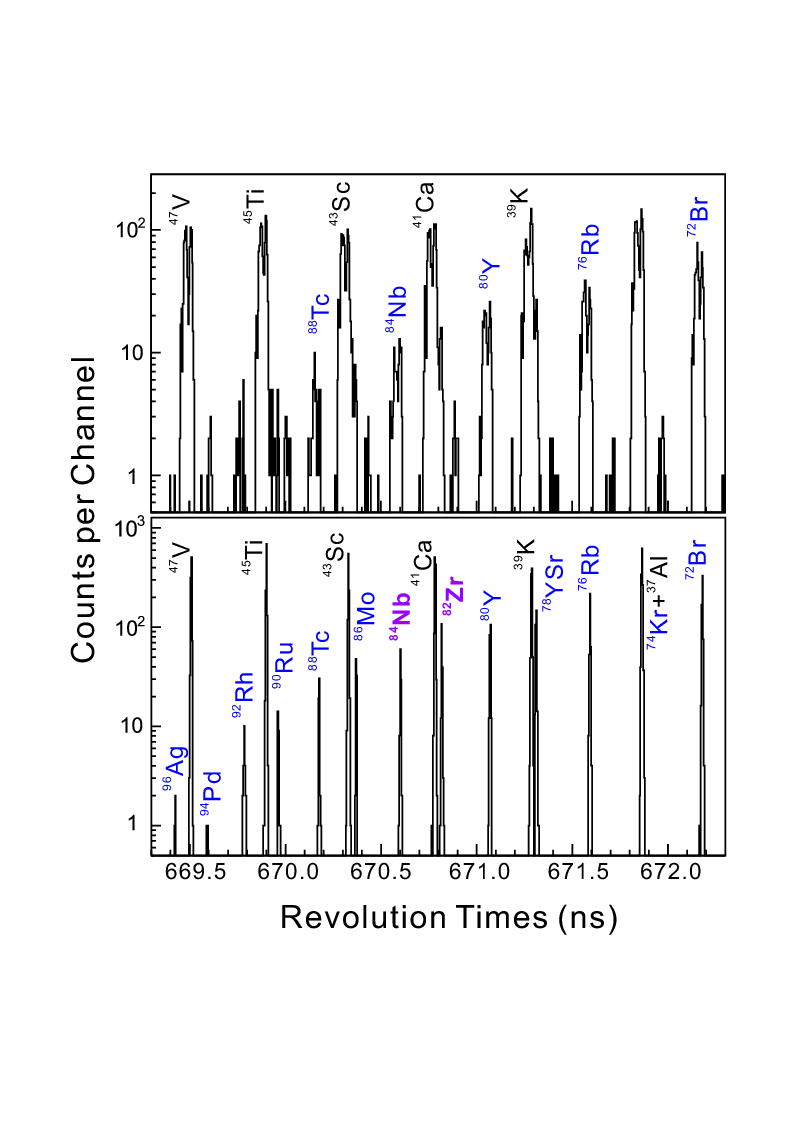 Counts per Channel
47V
45Ti
88Tc
43Sc
84Nb
41Ca
80Y
39K
76Rb
72Br
10²
10
1
96Ag
47V
94Pd
92Rh
45Ti
90Ru
88Tc
43Sc
86Mo
84Nb
41Ca
82Zr
80Y
39K
78YSr
76Rb
74Kr+37Al
72Br
10³
10²
10
1
669.5 670.0 670.5 671.0 671.5 672.0
Revolution Times (ns)